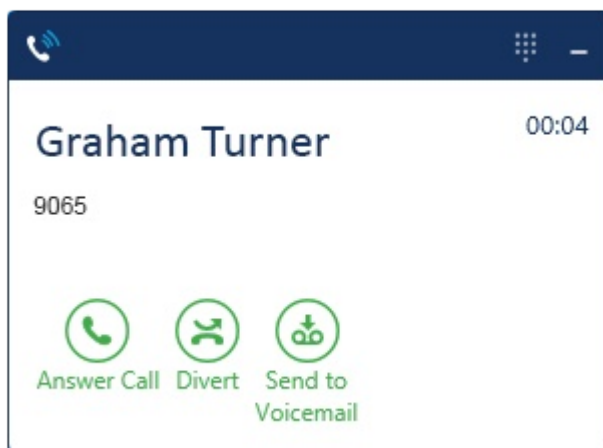 Graham Turner
00:04
9065
Answer Call
Divert
Send to
Voicemail